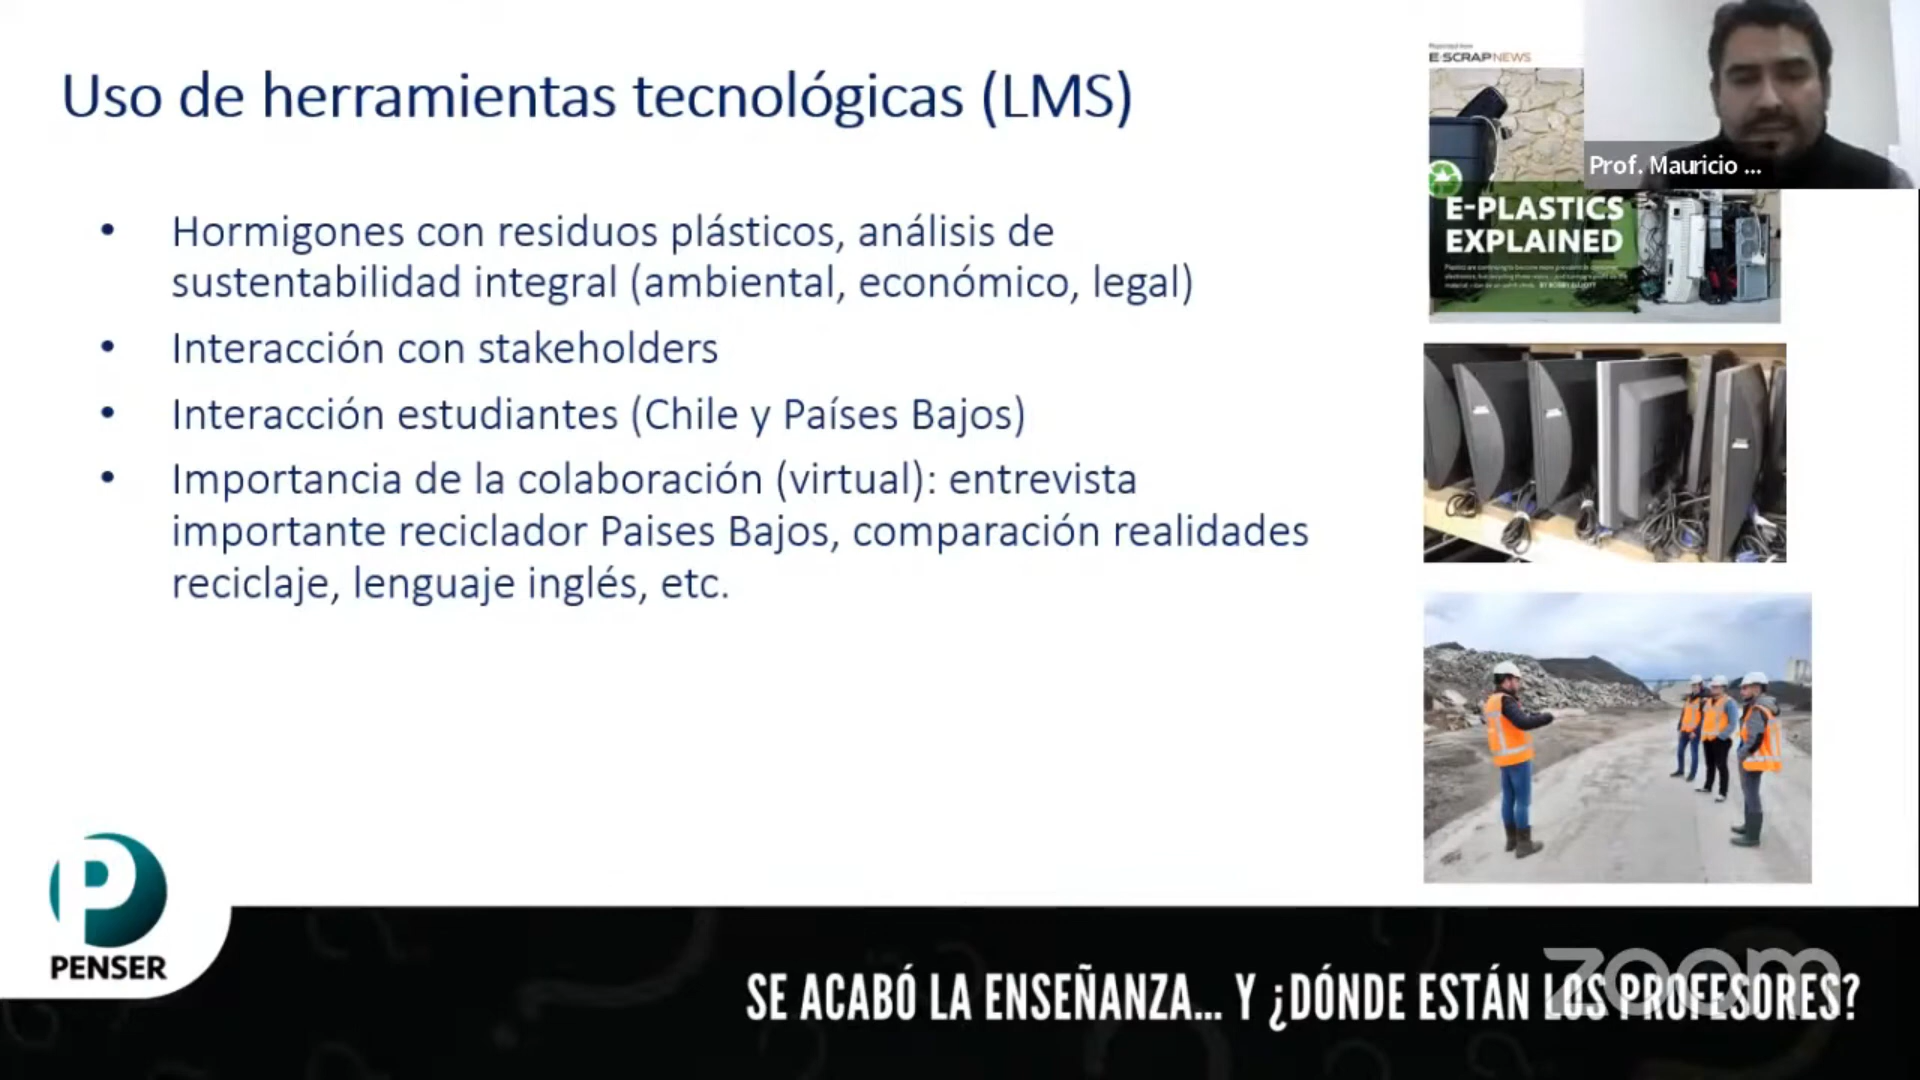 Uso de herramientas tecnológicas (LMS)
• Hormigones con residuos plásticos, análisis de
sustentabilidad integral (ambiental, económico, legal)
• Interacción con stakeholders
• Interacción estudiantes (Chile y Países Bajos)
• Importancia de la colaboración (virtual): entrevista
importante reciclador Paises Bajos, comparación realidades
reciclaje, lenguaje inglés, etc.
E-SCRAPNEWS
Prof. Mauricio ...
E-PLASTICS
EXPLAINED
PENSER
SE ACABÓ LA ENSEÑANZA... Y ¿DÓNDE ESTÁN LOS PROFESORES?
zoom